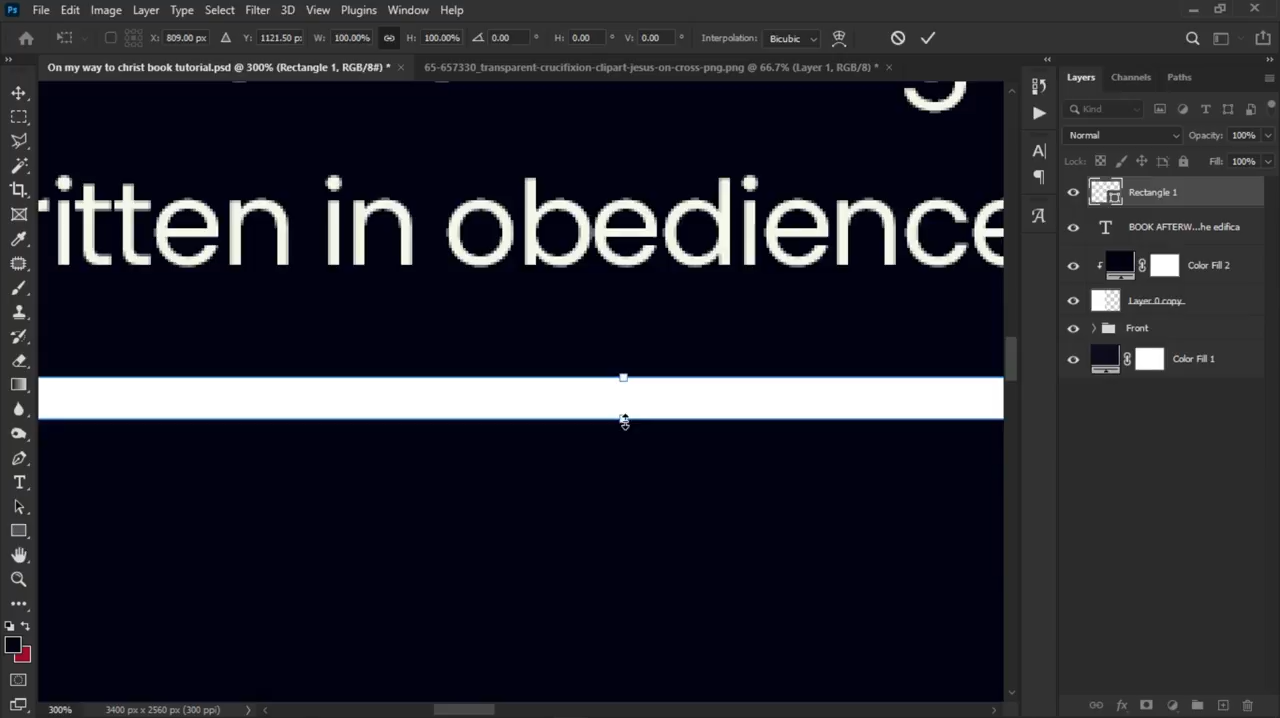 Ps File Edit Image Layer Type Select Filter 3D View Plugins Window Help
X: 809.00 px Y: 1121.50 px W: 100.00% H: 100.00% 0.00 ° H: 0.00 ° V: 0.00 ° Interpolation: Bicubic
On my way to christ book tutorial.psd @ 300% (Rectangle 1, RGB/8#) * × 65-657330_transparent-crucifixion-clipart-jesus-on-cross-png.png @ 66.7% (Layer 1, RGB/8) * ×
Layers Channels Paths
Kind
Normal Opacity: 100%
Lock: Fill: 100%
Rectangle 1
BOOK AFTERW...he edifica
Color Fill 2
Layer 0 copy
Front
Color Fill 1
ritten in obedience
300% 3400 px x 2560 px (300 ppi)